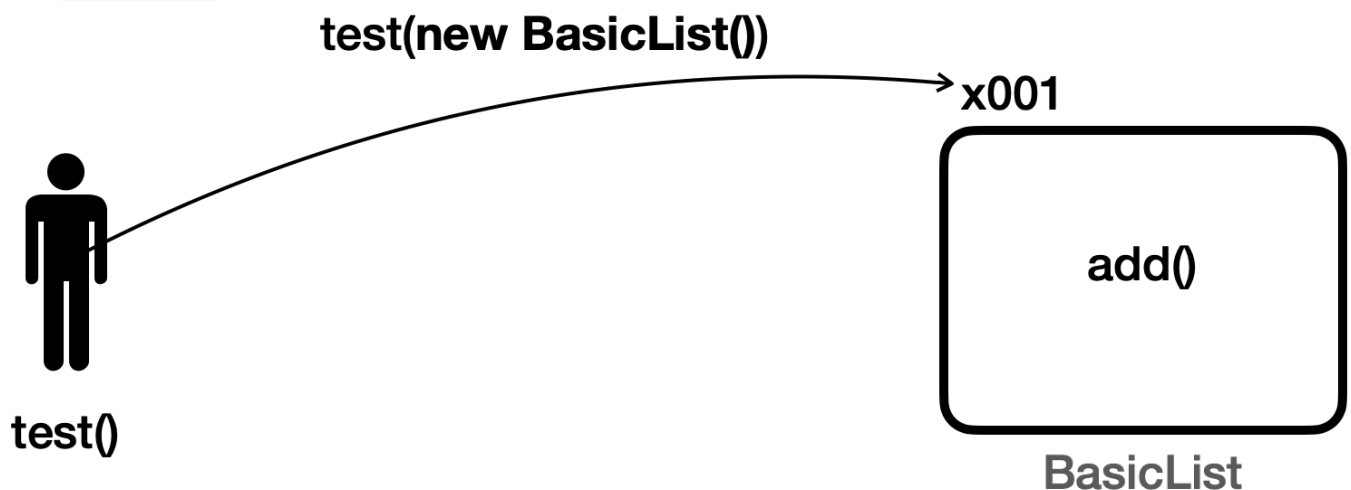 test(new BasicList())
x001
add()
test()
BasicList